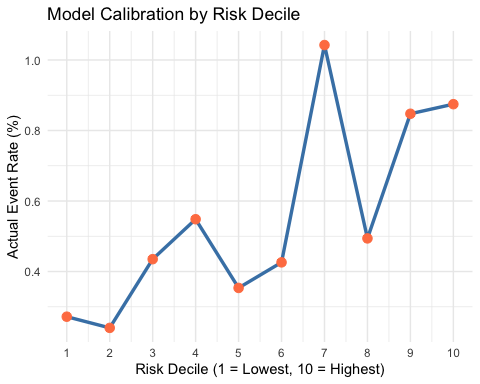 Model Calibration by Risk Decile
Actual Event Rate (%)
1.0
0.8
0.6
0.4
1 2 3 4 5 6 7 8 9 10
Risk Decile (1 = Lowest, 10 = Highest)